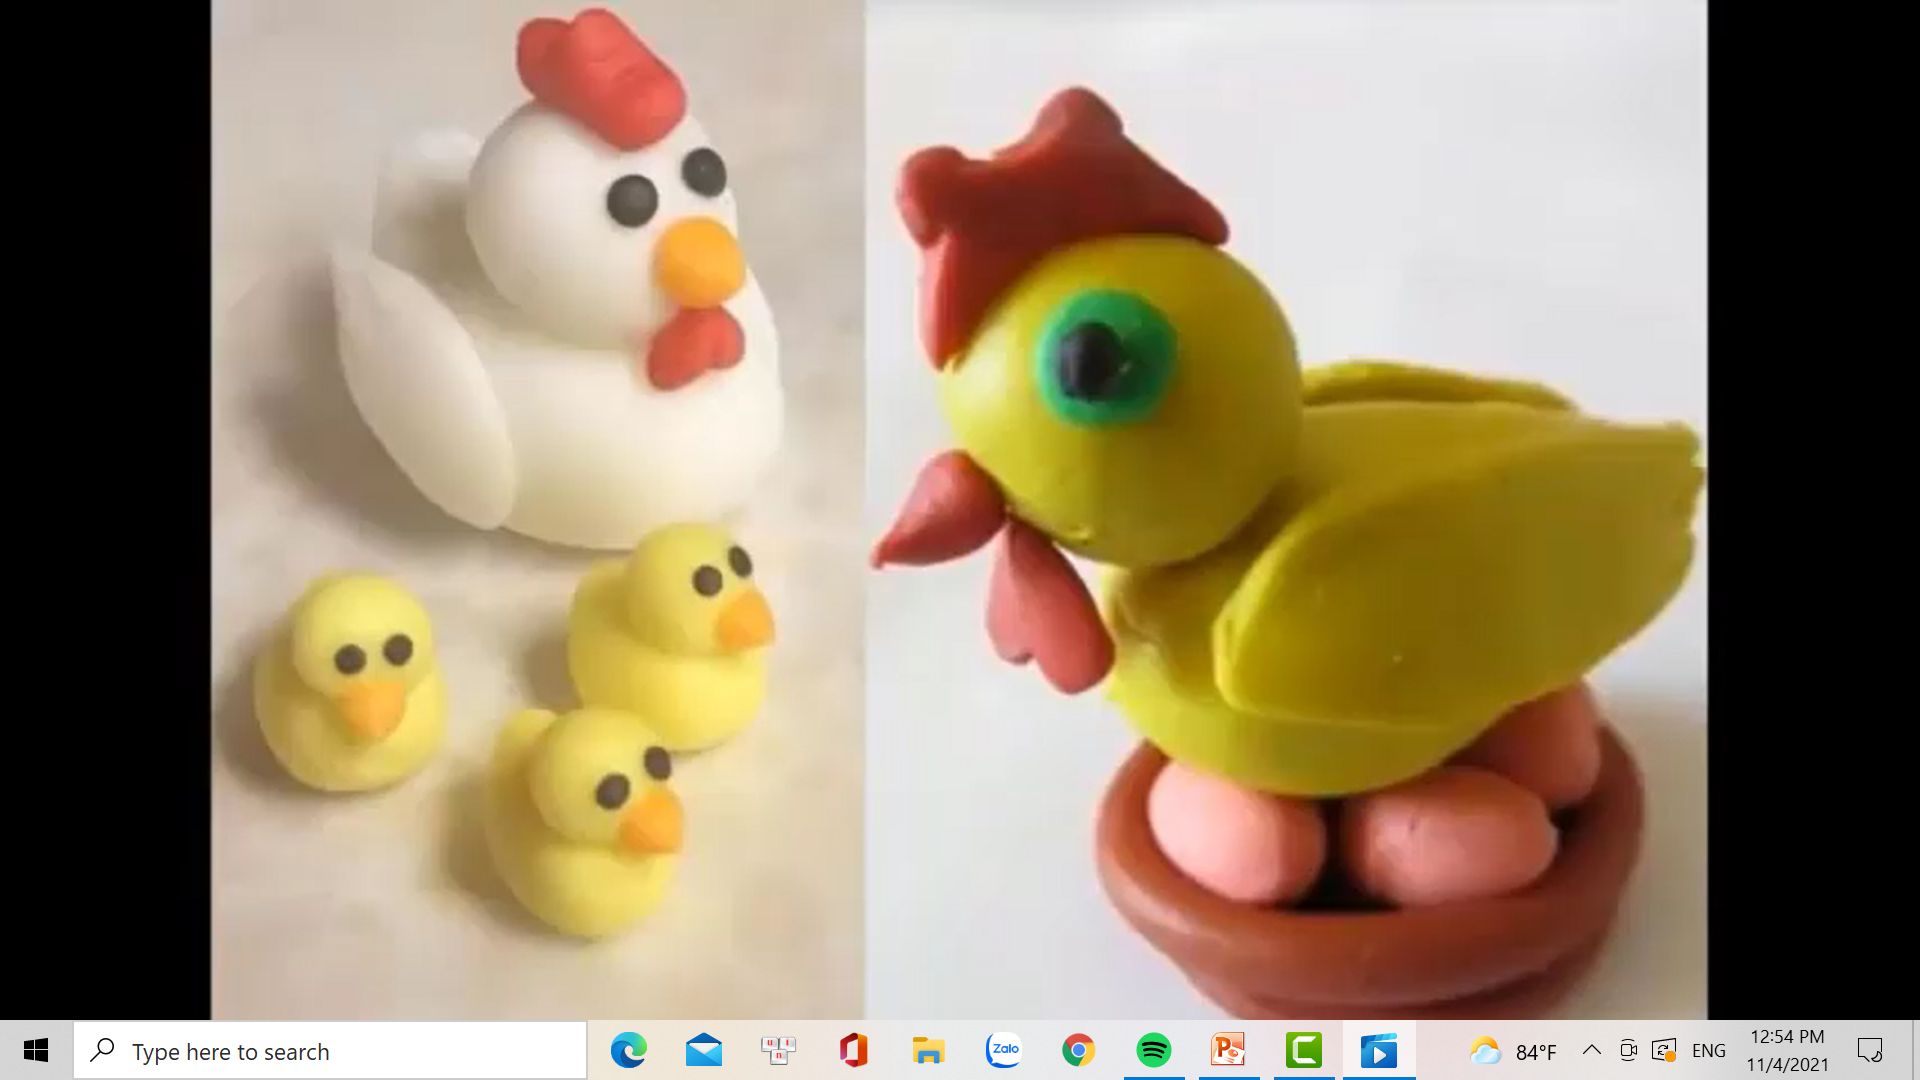 Type here to search
Zalo
84°F
ENG
12:54 PM
11/4/2021